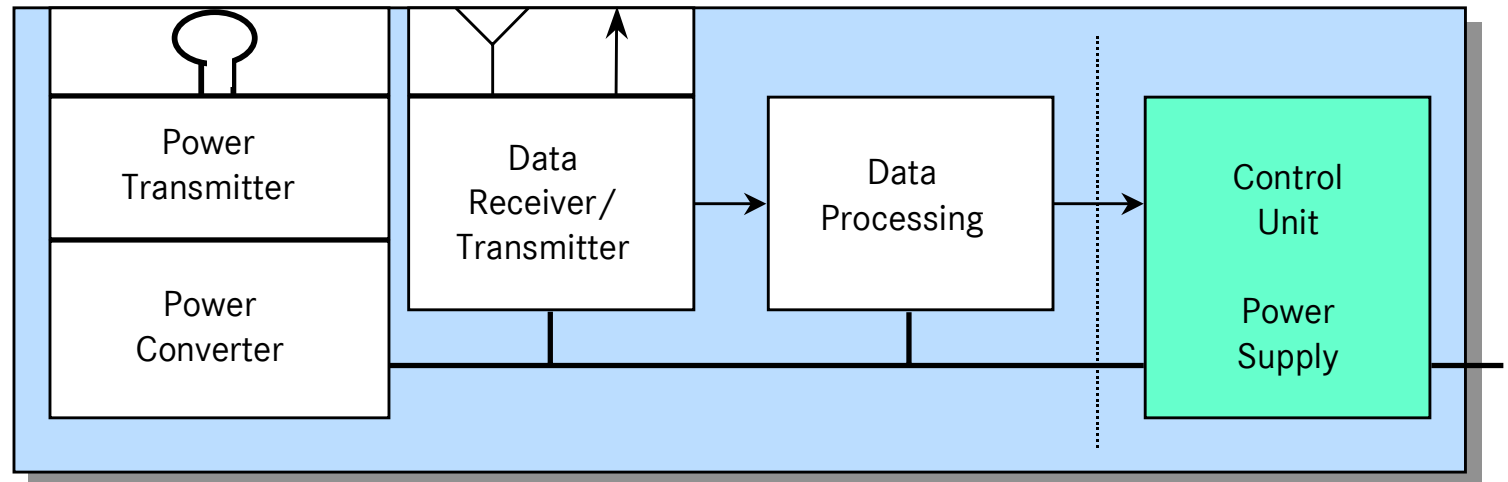 Power
Transmitter
Power
Converter
Data
Receiver/
Transmitter
Data
Processing
Control
Unit
Power
Supply